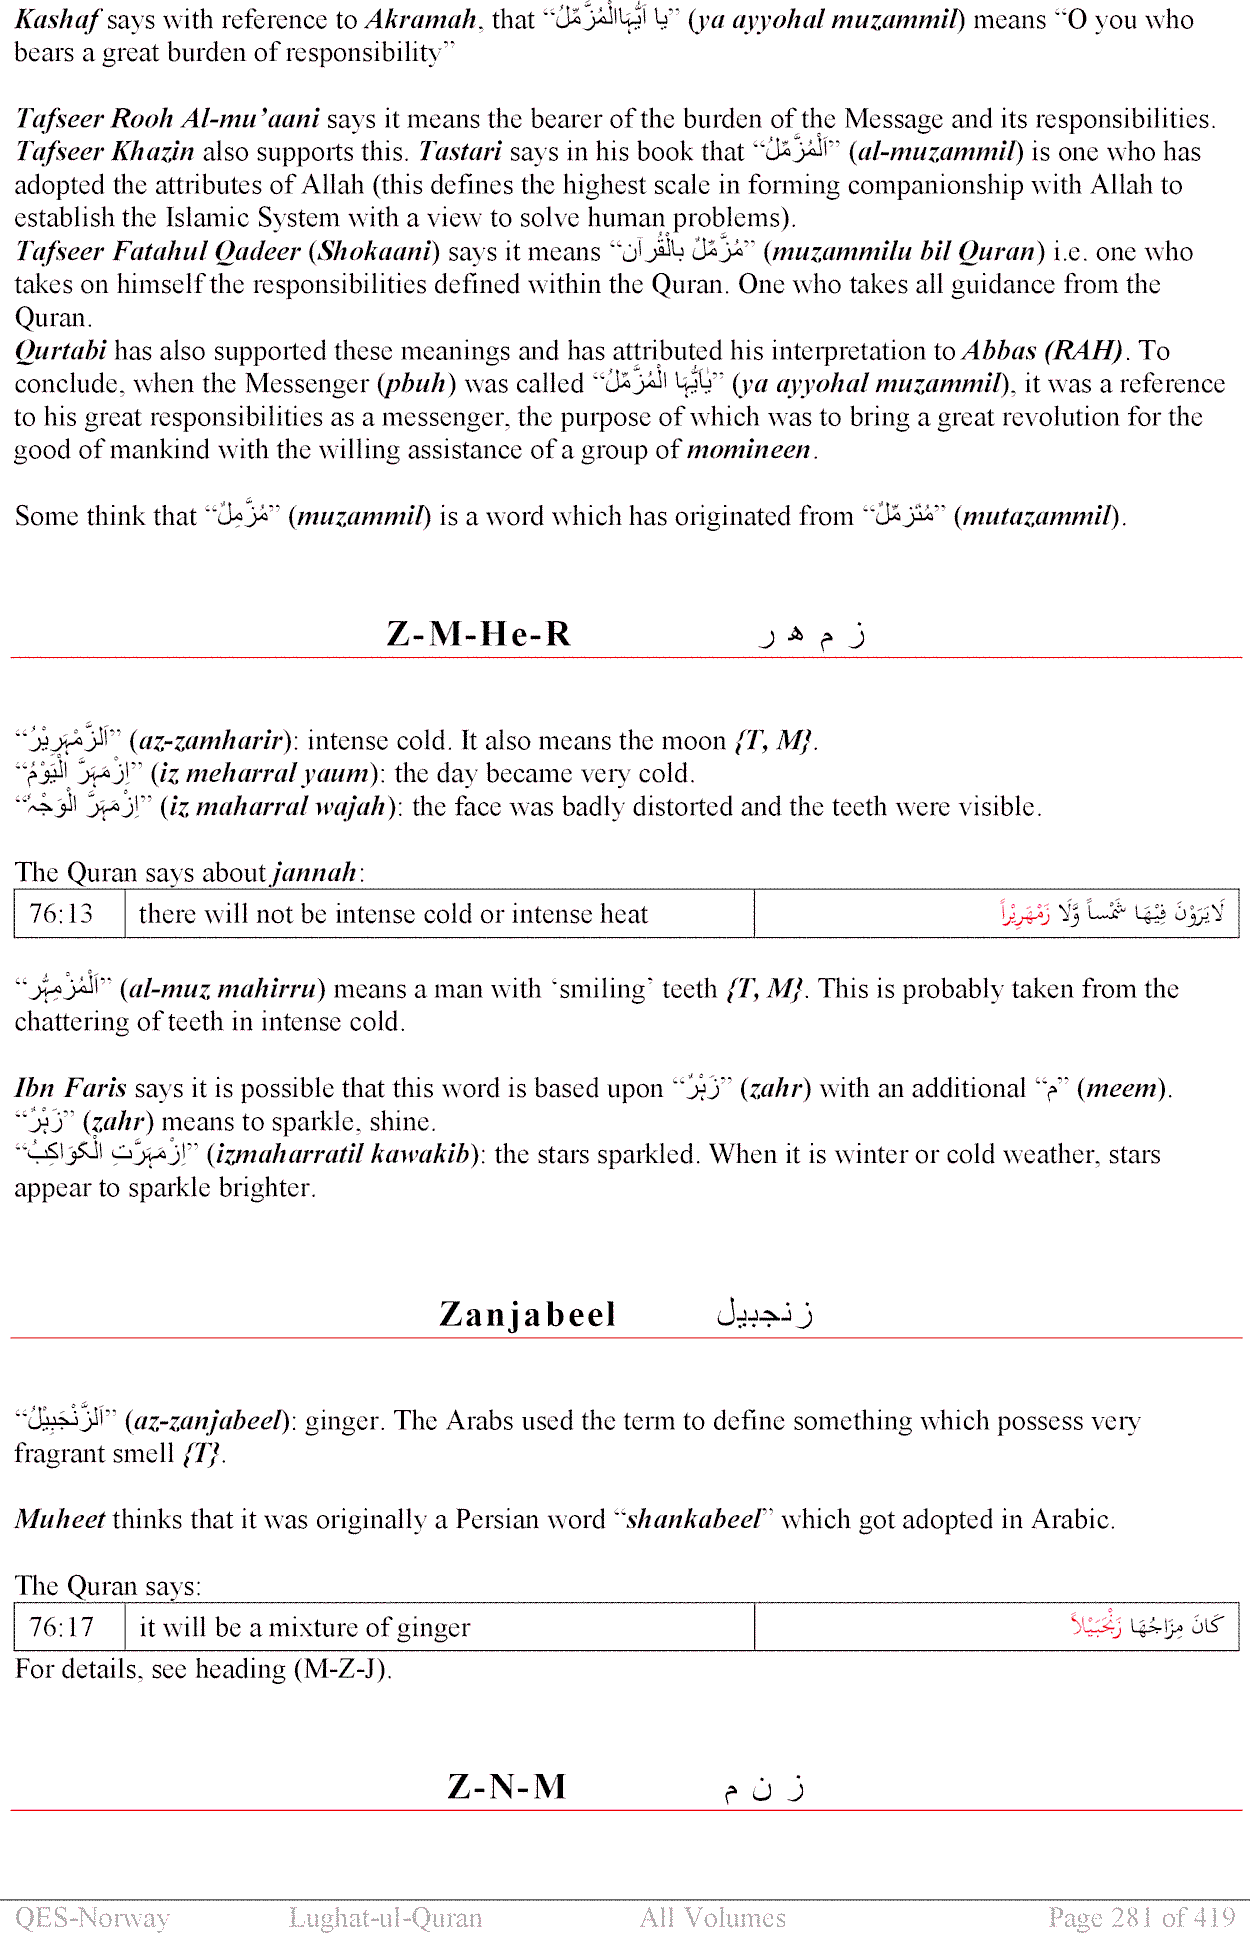 Kashaf says with reference to Akramah, that “يا اَيُّہَاالْمُزَّمِّلُ” (ya ayyohal muzammil) means “O you who
bears a great burden of responsibility”
Tafseer Rooh Al-mu’aani says it means the bearer of the burden of the Message and its responsibilities.
Tafseer Khazin also supports this. Tastari says in his book that “اَلْمُزَّمِّلُ” (al-muzammil) is one who has
adopted the attributes of Allah (this defines the highest scale in forming companionship with Allah to
establish the Islamic System with a view to solve human problems).
Tafseer Fatahul Qadeer (Shokaani) says it means “مُزَّمِّلٌ بِالْقُرآن” (muzammilu bil Quran) i.e. one who
takes on himself the responsibilities defined within the Quran. One who takes all guidance from the
Quran.
Qurtabi has also supported these meanings and has attributed his interpretation to Abbas (RAH). To
conclude, when the Messenger (pbuh) was called “يٰاَيُّہَا الْمُزَّمِّلُ” (ya ayyohal muzammil), it was a reference
to his great responsibilities as a messenger, the purpose of which was to bring a great revolution for the
good of mankind with the willing assistance of a group of momineen.
Some think that “مُزَّمِلٌ” (muzammil) is a word which has originated from “مُتَزمِّلٌ” (mutazammil).
Z-M-He-R ز م ھ ر
“اَلزَّمْہَرِيْرُ” (az-zamharir): intense cold. It also means the moon {T, M}.
“اِزْمَہَرَّ الْيَوْمُ” (iz meharral yaum): the day became very cold.
“اِزْمَہَرَّ الْوَجْہُ” (iz maharral wajah): the face was badly distorted and the teeth were visible.
The Quran says about jannah:
76:13 there will not be intense cold or intense heat لَايَرَوْنَ فِيْهَا شَمْساً وَّلَا زَمْهَرِيْراً
“اَلْمُزْمَہِرُّ” (al-muz mahirru) means a man with ‘smiling’ teeth {T, M}. This is probably taken from the
chattering of teeth in intense cold.
Ibn Faris says it is possible that this word is based upon “زَہْرٌ” (zahr) with an additional “م” (meem).
“زَہْرٌ” (zahr) means to sparkle, shine.
“اِزْمَہَرَّتِ الْكَوَاكِبُ” (izmaharratil kawakib): the stars sparkled. When it is winter or cold weather, stars
appear to sparkle brighter.
Zanjabeel زنجبيل
“اَلزَّنْجَبِيْلُ” (az-zanjabeel): ginger. The Arabs used the term to define something which possess very
fragrant smell {T}.
Muheet thinks that it was originally a Persian word “shankabeel” which got adopted in Arabic.
The Quran says:
76:17 it will be a mixture of ginger كَانَ مِزَاجُهَا زَنْجَبِيْلاً
For details, see heading (M-Z-J).
Z-N-M ز ن م
QES-Norway Lughat-ul-Quran All Volumes Page 281 of 419